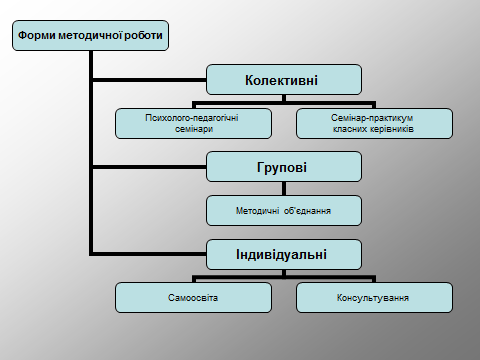 Форми методичної роботи
Колективні
Психолого-педагогічні
семінари
Семінар-практикум
класних керівників
Групові
Методичні об'єднання
Індивідуальні
Самоосвіта
Консультування